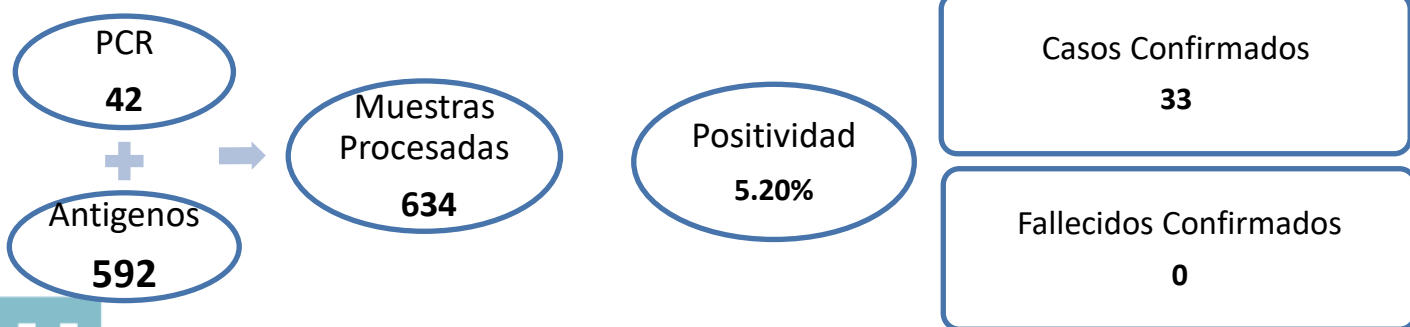 PCR
42
Antigenos
592
Muestras
Procesadas
634
Positividad
5.20%
Casos Confirmados
33
Fallecidos Confirmados
0